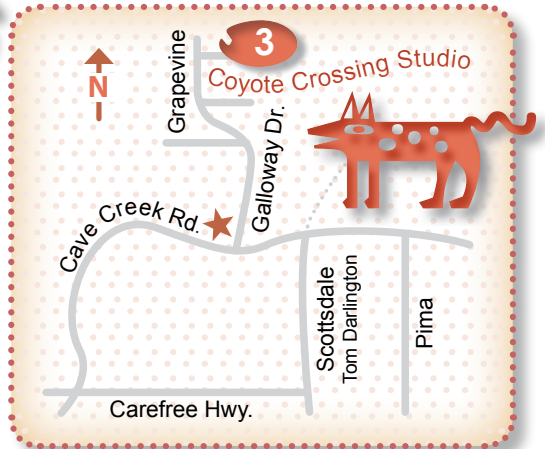 3
Coyote Crossing Studio
N
Grapevine
Galloway Dr.
Cave Creek Rd.
Scottsdale
Tom Darlington
Pima
Carefree Hwy.